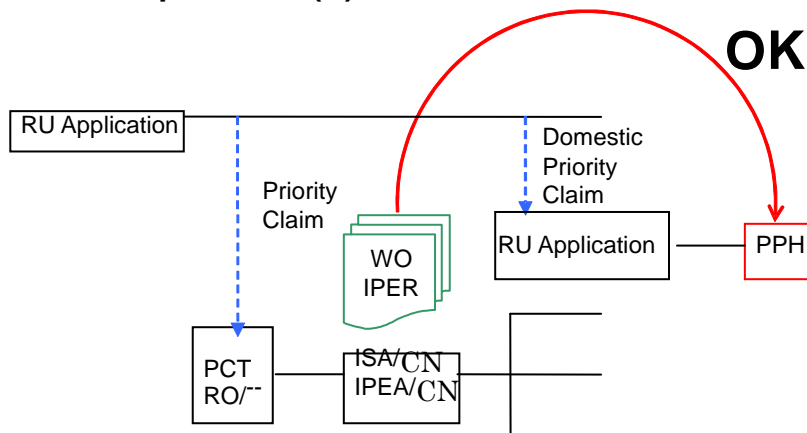 OK
RU Application
Priority
Claim
Domestic
Priority
Claim
WO
IPER
RU Application
PPH
PCT
RO/--
ISA/CN
IPEA/CN